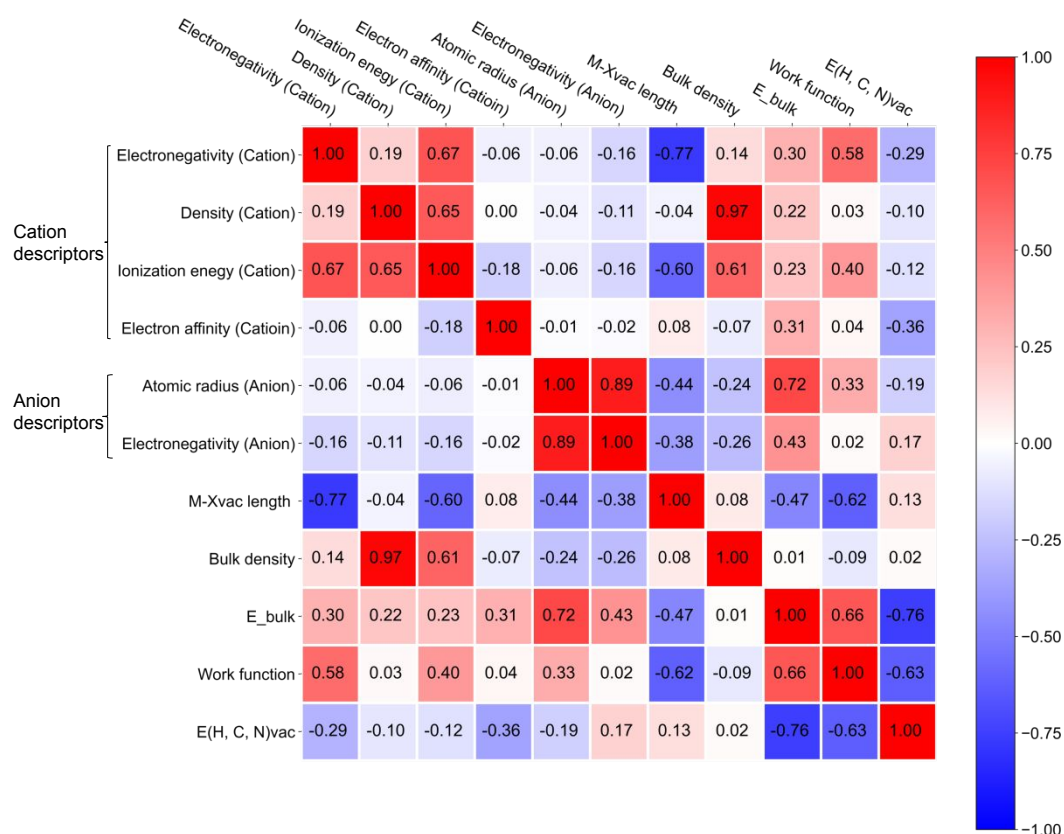 Electronegativity (Cation)
Density (Cation)
Ionization enegy (Cation)
Electron affinity (Catioin)
Atomic radius (Anion)
Electronegativity (Anion)
M-Xvac length
Bulk density
E_bulk
Work function
E(H, C, N)vac
Cation
descriptors
Anion
descriptors
Electronegativity (Cation) 1.00 0.19 0.67 -0.06 -0.06 -0.16 -0.77 0.14 0.30 0.58 -0.29
Density (Cation) 0.19 1.00 0.65 0.00 -0.04 -0.11 -0.04 0.97 0.22 0.03 -0.10
Ionization enegy (Cation) 0.67 0.65 1.00 -0.18 -0.06 -0.16 -0.60 0.61 0.23 0.40 -0.12
Electron affinity (Catioin) -0.06 0.00 -0.18 1.00 -0.01 -0.02 0.08 -0.07 0.31 0.04 -0.36
Atomic radius (Anion) -0.06 -0.04 -0.06 -0.01 1.00 0.89 -0.44 -0.24 0.72 0.33 -0.19
Electronegativity (Anion) -0.16 -0.11 -0.16 -0.02 0.89 1.00 -0.38 -0.26 0.43 0.02 0.17
M-Xvac length -0.77 -0.04 -0.60 0.08 -0.44 -0.38 1.00 0.08 -0.47 -0.62 0.13
Bulk density 0.14 0.97 0.61 -0.07 -0.24 -0.26 0.08 1.00 0.01 -0.09 0.02
E_bulk 0.30 0.22 0.23 0.31 0.72 0.43 -0.47 0.01 1.00 0.66 -0.76
Work function 0.58 0.03 0.40 0.04 0.33 0.02 -0.62 -0.09 0.66 1.00 -0.63
E(H, C, N)vac -0.29 -0.10 -0.12 -0.36 -0.19 0.17 0.13 0.02 -0.76 -0.63 1.00
1.00
0.75
0.50
0.25
0.00
−0.25
−0.50
−0.75
−1.00